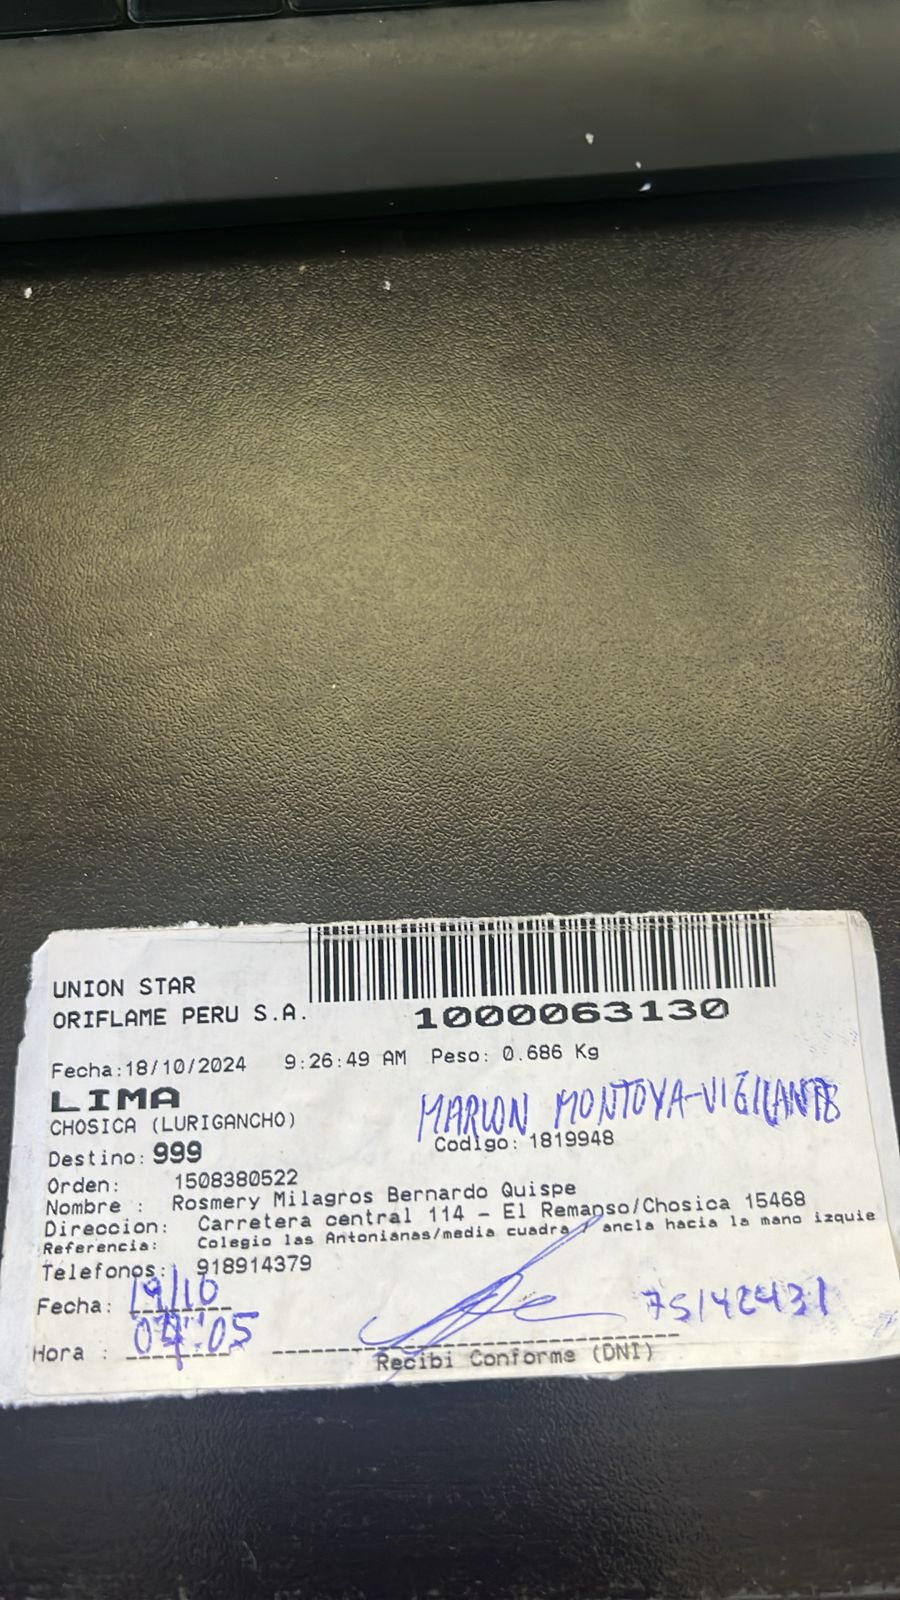 UNION STAR
ORIFLAME PERU S.A.
1000063130
Fecha:18/10/2024 9:26:49 AM Peso: 0.686 Kg
LIMA
CHOSICA (LURIGANCHO)
MARLON MONTOYA-VIGILANTE
Codigo: 1819948
Destino: 999
Orden: 1508380522
Nombre : Rosmery Milagros Bernardo Quispe
Direccion: Carretera central 114 - El Remanso/Chosica 15468
Referencia: Colegio las Antonianas/media cuadra / ancla hacia la mano izquie
Telefonos: 918914379
Fecha: 19/10
Hora : 05
75142431
Recibi Conforme (DNI)